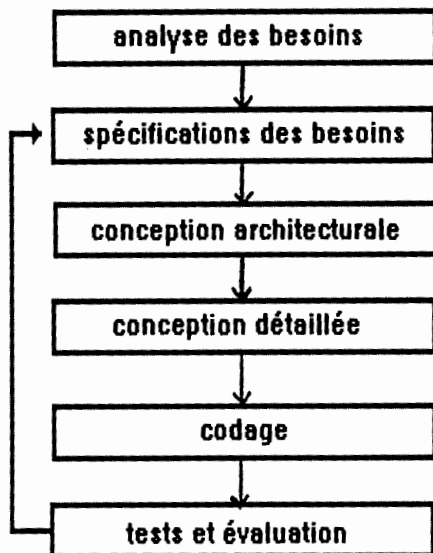 analyse des besoins
spécifications des besoins
conception architecturale
conception détaillée
codage
tests et évaluation